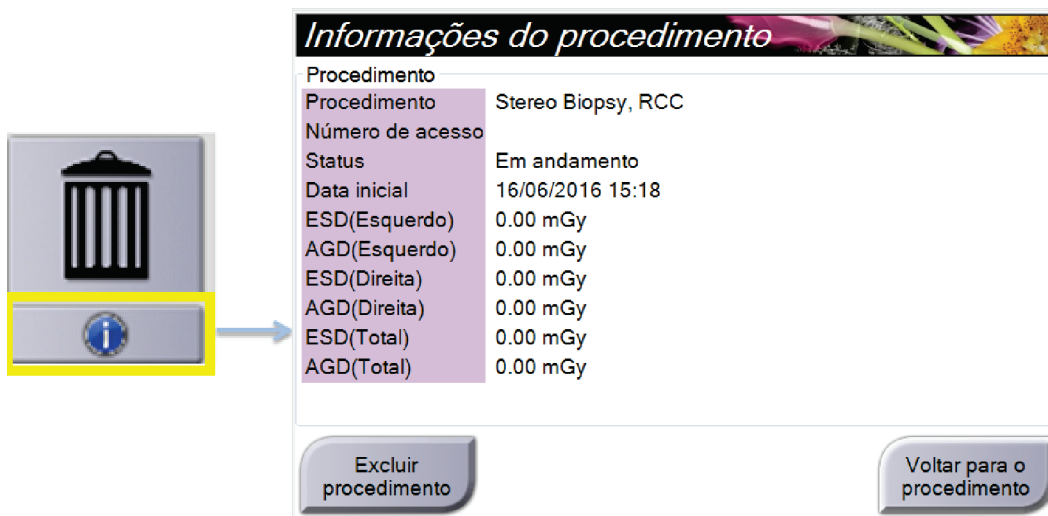 Informações do procedimento
Procedimento
Procedimento Stereo Biopsy, RCC
Número de acesso
Status Em andamento
Data inicial 16/06/2016 15:18
ESD(Esquerdo) 0.00 mGy
AGD(Esquerdo) 0.00 mGy
ESD(Direita) 0.00 mGy
AGD(Direita) 0.00 mGy
ESD(Total) 0.00 mGy
AGD(Total) 0.00 mGy
Excluir
procedimento
Voltar para o
procedimento